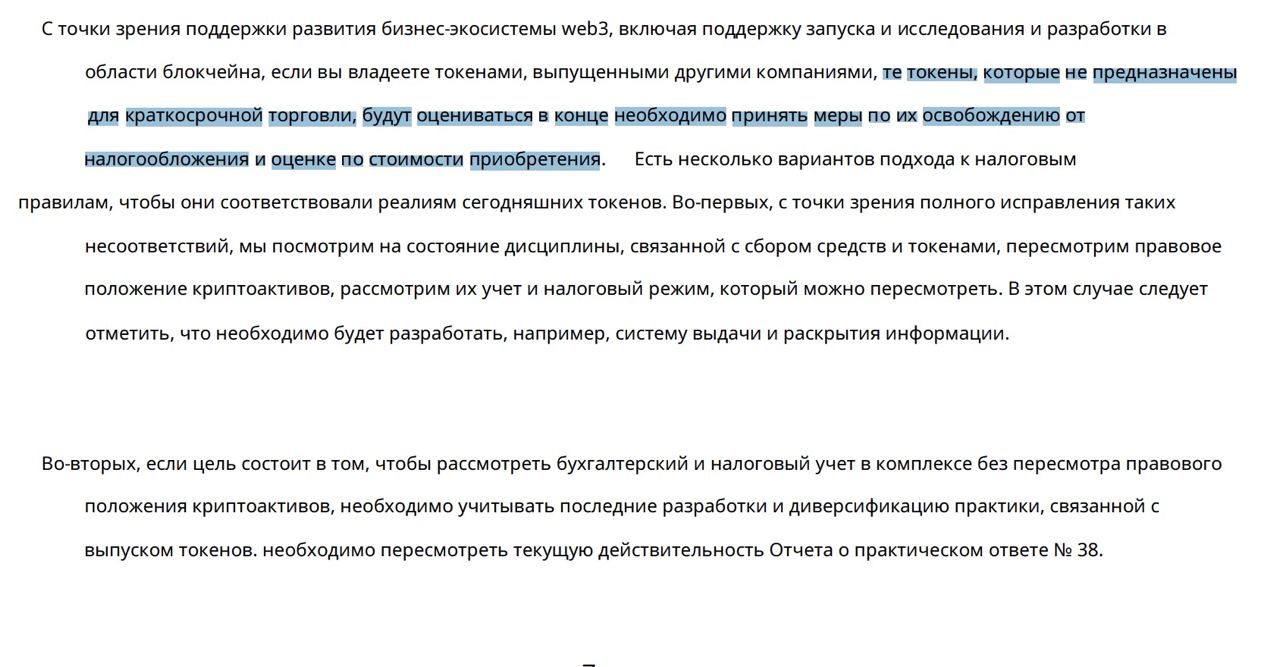 С точки зрения поддержки развития бизнес-экосистемы web3, включая поддержку запуска и исследования и разработки в
области блокчейна, если вы владеете токенами, выпущенными другими компаниями, те токены, которые не предназначены
для краткосрочной торговли, будут оцениваться в конце необходимо принять меры по их освобождению от
налогообложения и оценке по стоимости приобретения. Есть несколько вариантов подхода к налоговым
правилам, чтобы они соответствовали реалиям сегодняшних токенов. Во-первых, с точки зрения полного исправления таких
несоответствий, мы посмотрим на состояние дисциплины, связанной с сбором средств и токенами, пересмотрим правовое
положение криптоактивов, рассмотрим их учет и налоговый режим, который можно пересмотреть. В этом случае следует
отметить, что необходимо будет разработать, например, систему выдачи и раскрытия информации.
Во-вторых, если цель состоит в том, чтобы рассмотреть бухгалтерский и налоговый учет в комплексе без пересмотра правового
положения криптоактивов, необходимо учитывать последние разработки и диверсификацию практики, связанной с
выпуском токенов. необходимо пересмотреть текущую действительность Отчета о практическом ответе № 38.